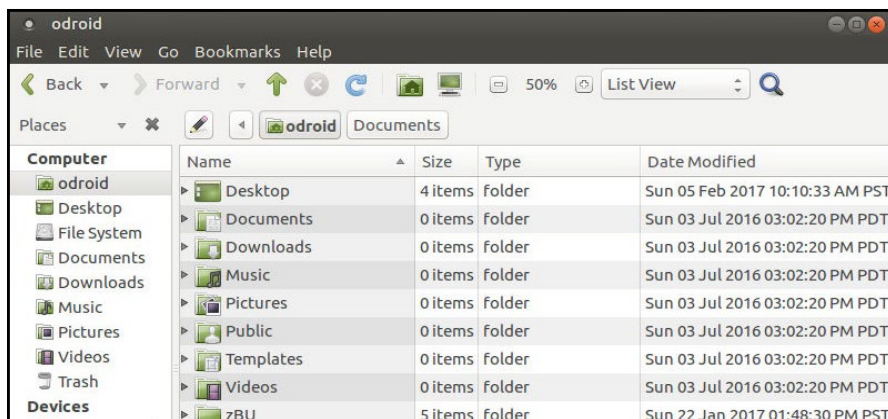 odroid
File Edit View Go Bookmarks Help
Back Forward 50% List View
Places odroid Documents
Computer Name Size Type Date Modified
odroid
Desktop 4 items folder Sun 05 Feb 2017 10:10:33 AM PST
Desktop
Documents 0 items folder Sun 03 Jul 2016 03:02:20 PM PDT
File System
Downloads 0 items folder Sun 03 Jul 2016 03:02:20 PM PDT
Documents
Music 0 items folder Sun 03 Jul 2016 03:02:20 PM PDT
Downloads
Pictures 0 items folder Sun 03 Jul 2016 03:02:20 PM PDT
Music
Public 0 items folder Sun 03 Jul 2016 03:02:20 PM PDT
Pictures
Templates 0 items folder Sun 03 Jul 2016 03:02:20 PM PDT
Videos
Videos 0 items folder Sun 03 Jul 2016 03:02:20 PM PDT
Trash
Devices
zBU 5 items folder Sun 22 Jan 2017 01:48:30 PM PST